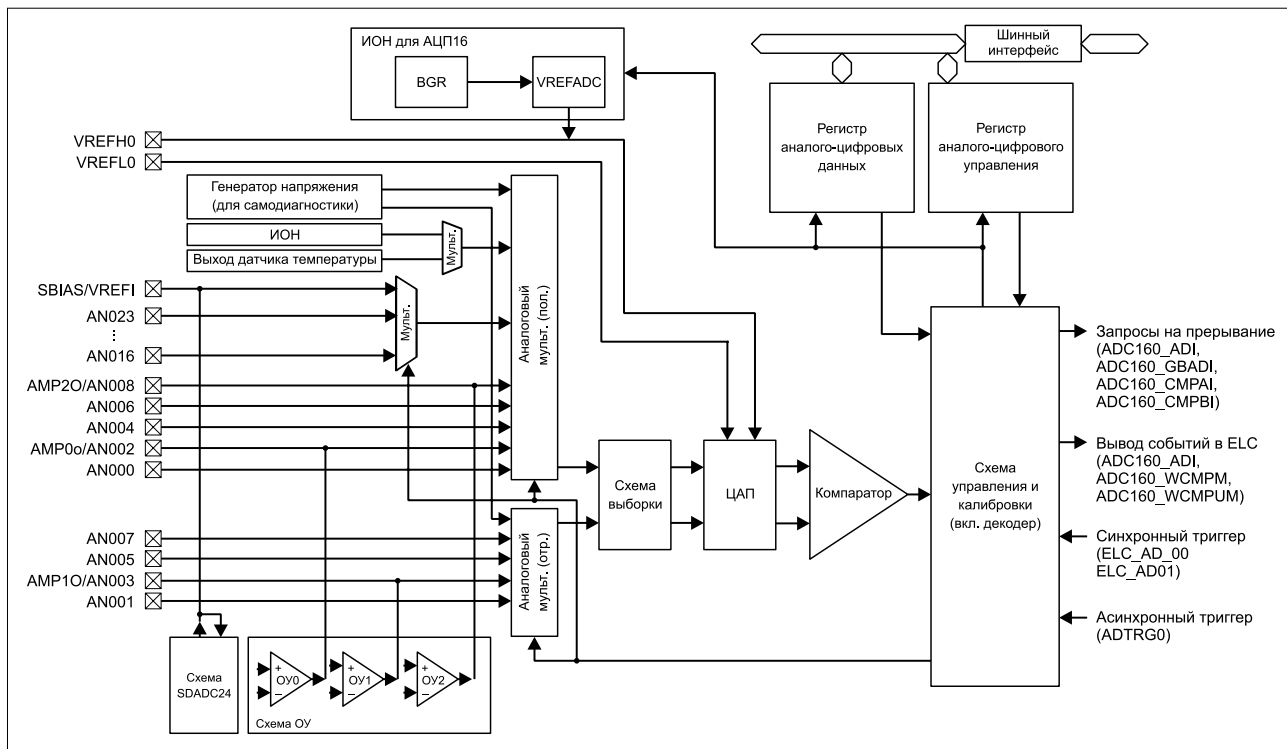 ИОН для АЦП16
BGR
VREFADC
Шинный
интерфейс
Регистр
аналого-цифровых
данных
Регистр
аналого-цифрового
управления
VREFH0
VREFL0
Генератор напряжения
(для самодиагностики)
ИОН
Выход датчика температуры
Мульт.
SBIAS/VREFI
AN023
⋮
AN016
Мульт.
AMP2O/AN008
AN006
AN004
AMP0o/AN002
AN000
Аналоговый
мульт. (пол.)
AN007
AN005
AMP1O/AN003
AN001
Аналоговый
мульт. (отр.)
Схема
выборки
ЦАП
Компаратор
Схема
управления и
калибровки
(вкл. декодер)
Запросы на прерывание
(ADC160_ADI,
ADC160_GBADI,
ADC160_CMPAI,
ADC160_CMPBI)
Вывод событий в ELC
(ADC160_ADI,
ADC160_WCMPM,
ADC160_WCMPUM)
Синхронный триггер
(ELC_AD_00
ELC_AD01)
Асинхронный триггер
(ADTRG0)
Схема
SDADC24
+
ОУ0
−
+
ОУ1
−
+
ОУ2
−
Схема ОУ